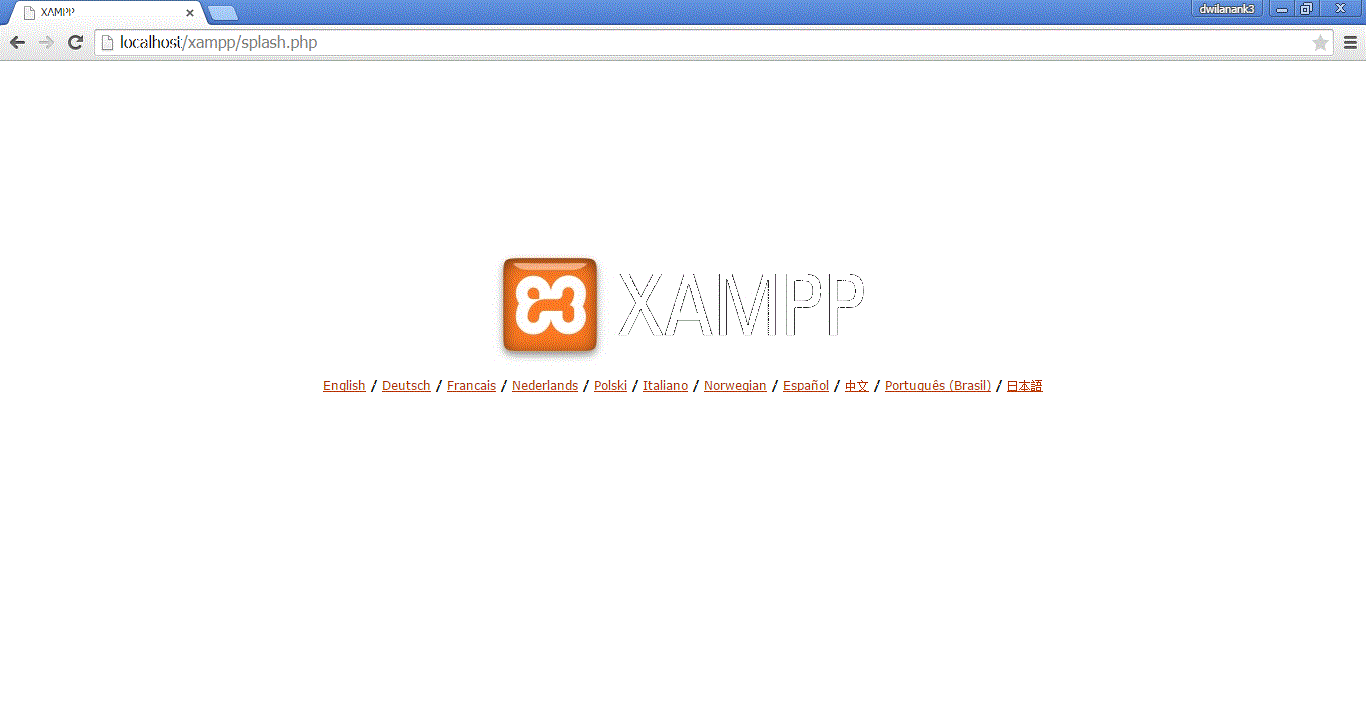 XAMPP
dwilanank3
localhost/xampp/splash.php
XAMPP
English / Deutsch / Francais / Nederlands / Polski / Italiano / Norwegian / Español / 中文 / Português (Brasil) / 日本語